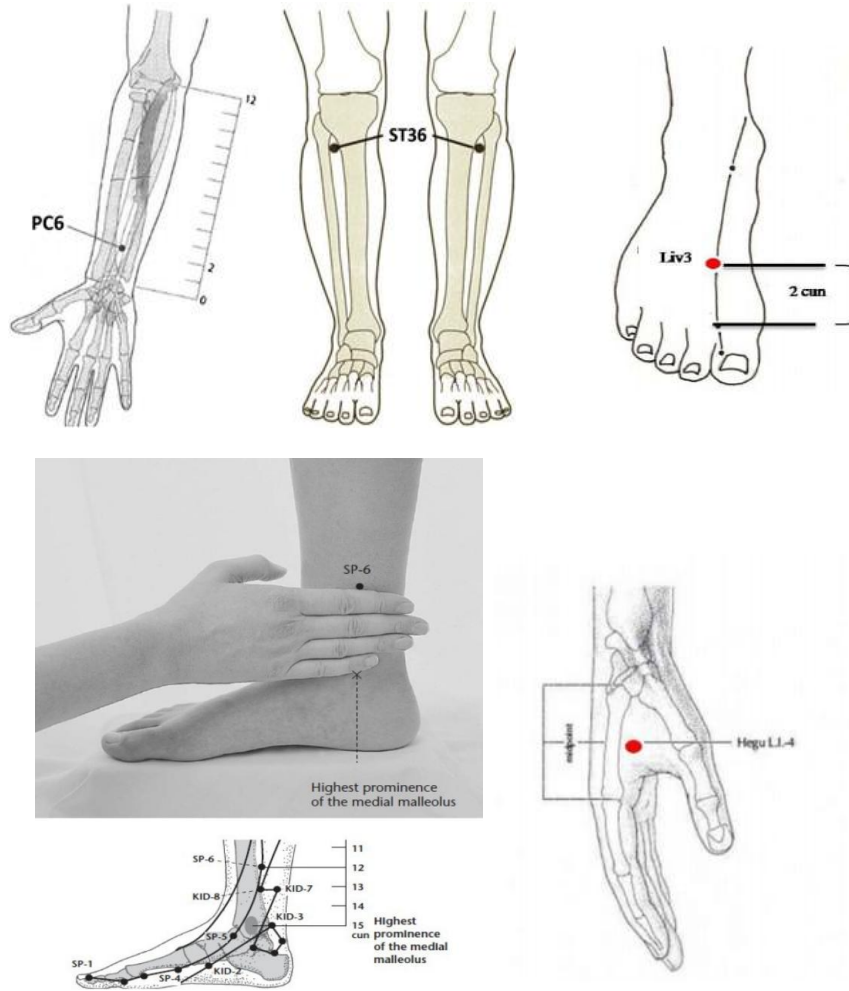 12
PC6
2
0
ST36
Liv3
2 cun
SP-6
Highest prominence
of the medial malleolus
midpoint
Hegu L.I.-4
SP-6
11
12
KID-8
KID-7
13
14
KID-3
15
cun
Highest
prominence
of the medial
malleolus
SP-5
SP-1
SP-4
KID-2